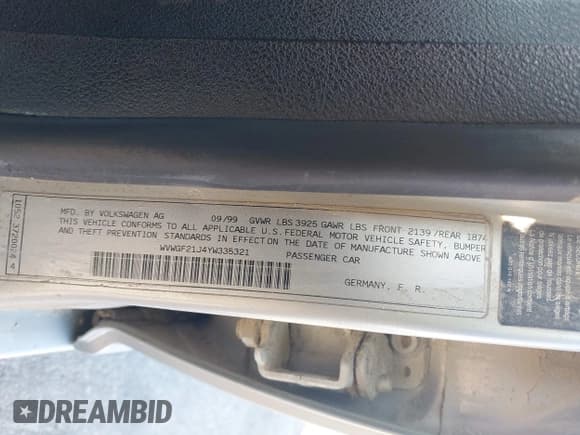 MFD. BY VOLKSWAGEN AG 09/99 GVWR LBS 3925 GAWR LBS FRONT 2139 /REAR 1874
THIS VEHICLE CONFORMS TO ALL APPLICABLE U.S. FEDERAL MOTOR VEHICLE SAFETY, BUMPER
AND THEFT PREVENTION STANDARDS IN EFFECT ON THE DATE OF MANUFACTURE SHOWN ABOVE
WVWGF21J4YW335321 PASSENGER CAR
GERMANY. F. R.
DREAMBID